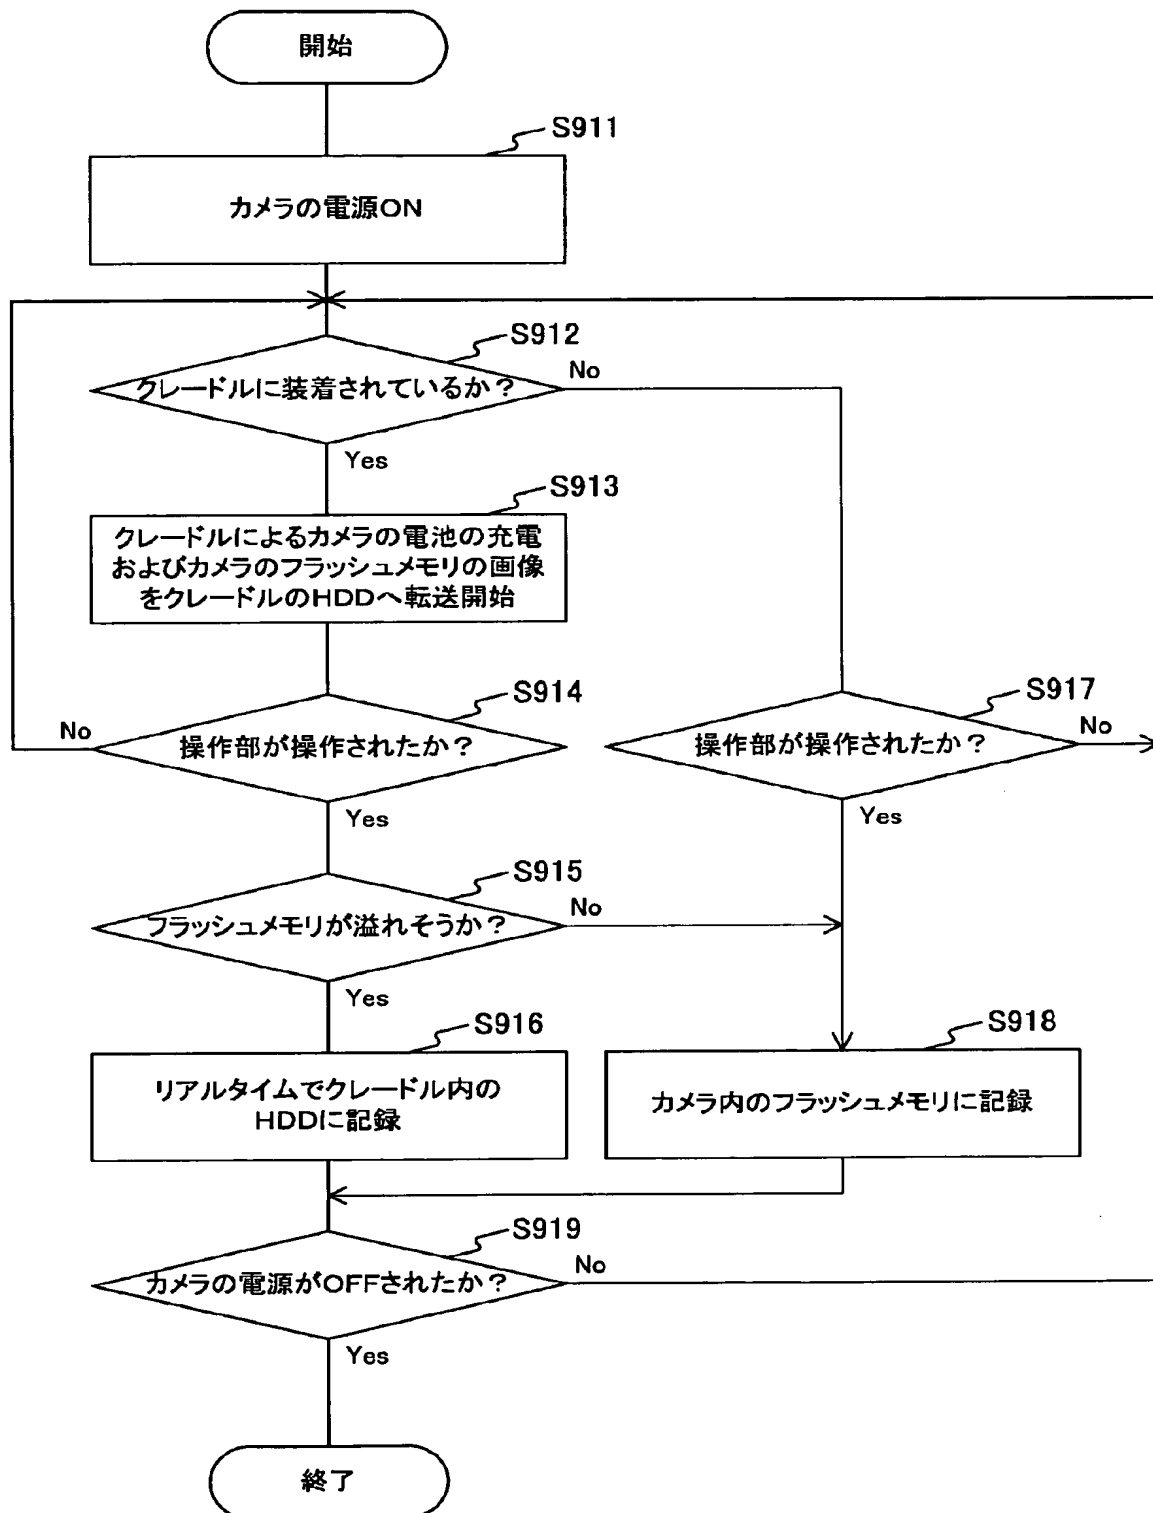 開始
S911
カメラの電源ON
S912
クレードルに装着されているか？
No
Yes
S913
クレードルによるカメラの電池の充電
およびカメラのフラッシュメモリの画像
をクレードルのHDDへ転送開始
S914
操作部が操作されたか？
No
Yes
S917
操作部が操作されたか？
No
Yes
S915
フラッシュメモリが溢れそうか？
No
Yes
S916
リアルタイムでクレードル内の
HDDに記録
S918
カメラ内のフラッシュメモリに記録
S919
カメラの電源がOFFされたか？
No
Yes
終了